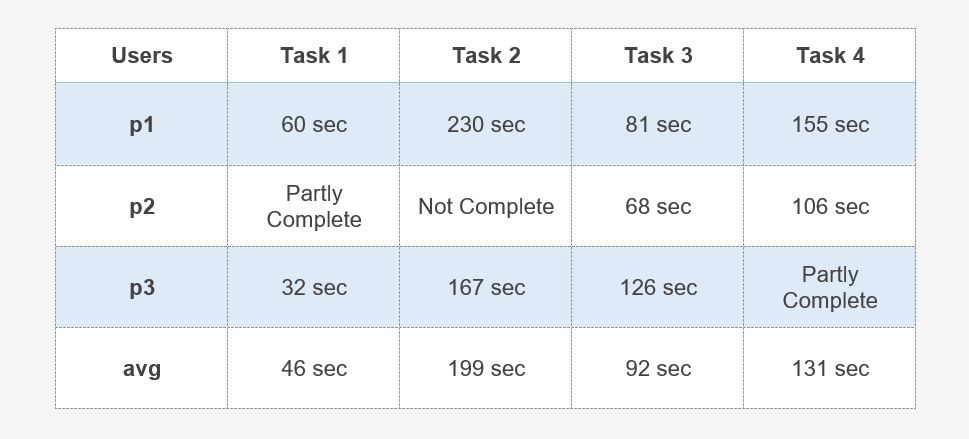 Users Task 1 Task 2 Task 3 Task 4
p1 60 sec 230 sec 81 sec 155 sec
p2 Partly Complete Not Complete 68 sec 106 sec
p3 32 sec 167 sec 126 sec Partly Complete
avg 46 sec 199 sec 92 sec 131 sec